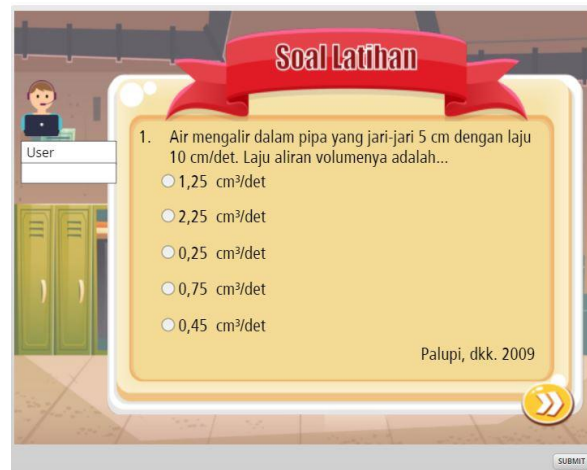 Soal Latihan
User
1. Air mengalir dalam pipa yang jari-jari 5 cm dengan laju
10 cm/det. Laju aliran volumenya adalah...
1,25 cm³/det
2,25 cm³/det
0,25 cm³/det
0,75 cm³/det
0,45 cm³/det
Palupi, dkk. 2009
SUBMIT